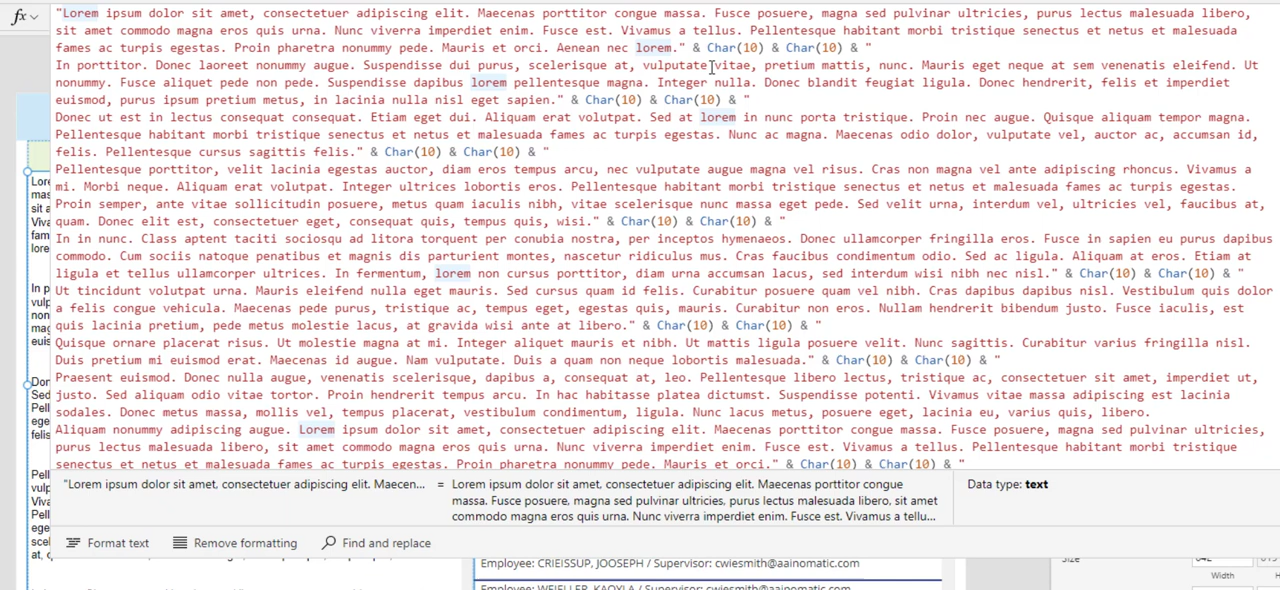 fx
"Lorem ipsum dolor sit amet, consectetuer adipiscing elit. Maecenas porttitor congue massa. Fusce posuere, magna sed pulvinar ultricies, purus lectus malesuada libero,
sit amet commodo magna eros quis urna. Nunc viverra imperdiet enim. Fusce est. Vivamus a tellus. Pellentesque habitant morbi tristique senectus et netus et malesuada
fames ac turpis egestas. Proin pharetra nonummy pede. Mauris et orci. Aenean nec lorem." & Char(10) & Char(10) & "
In porttitor. Donec laoreet nonummy augue. Suspendisse dui purus, scelerisque at, vulputate vitae, pretium mattis, nunc. Mauris eget neque at sem venenatis eleifend. Ut
nonummy. Fusce aliquet pede non pede. Suspendisse dapibus lorem pellentesque magna. Integer nulla. Donec blandit feugiat ligula. Donec hendrerit, felis et imperdiet
euismod, purus ipsum pretium metus, in lacinia nulla nisl eget sapien." & Char(10) & Char(10) & "
Donec ut est in lectus consequat consequat. Etiam eget dui. Aliquam erat volutpat. Sed at lorem in nunc porta tristique. Proin nec augue. Quisque aliquam tempor magna.
Pellentesque habitant morbi tristique senectus et netus et malesuada fames ac turpis egestas. Nunc ac magna. Maecenas odio dolor, vulputate vel, auctor ac, accumsan id,
felis. Pellentesque cursus sagittis felis." & Char(10) & Char(10) & "
Pellentesque porttitor, velit lacinia egestas auctor, diam eros tempus arcu, nec vulputate augue magna vel risus. Cras non magna vel ante adipiscing rhoncus. Vivamus a
mi. Morbi neque. Aliquam erat volutpat. Integer ultrices lobortis eros. Pellentesque habitant morbi tristique senectus et netus et malesuada fames ac turpis egestas.
Proin semper, ante vitae sollicitudin posuere, metus quam iaculis nibh, vitae scelerisque nunc massa eget pede. Sed velit urna, interdum vel, ultricies vel, faucibus at,
quam. Donec elit est, consectetuer eget, consequat quis, tempus quis, wisi." & Char(10) & Char(10) & "
In in nunc. Class aptent taciti sociosqu ad litora torquent per conubia nostra, per inceptos hymenaeos. Donec ullamcorper fringilla eros. Fusce in sapien eu purus dapibus
commodo. Cum sociis natoque penatibus et magnis dis parturient montes, nascetur ridiculus mus. Cras faucibus condimentum odio. Sed ac ligula. Aliquam at eros. Etiam at
ligula et tellus ullamcorper ultrices. In fermentum, lorem non cursus porttitor, diam urna accumsan lacus, sed interdum wisi nibh nec nisl." & Char(10) & Char(10) & "
Ut tincidunt volutpat urna. Mauris eleifend nulla eget mauris. Sed cursus quam id felis. Curabitur posuere quam vel nibh. Cras dapibus dapibus nisl. Vestibulum quis dolor
a felis congue vehicula. Maecenas pede purus, tristique ac, tempus eget, egestas quis, mauris. Curabitur non eros. Nullam hendrerit bibendum justo. Fusce iaculis, est
quis lacinia pretium, pede metus molestie lacus, at gravida wisi ante at libero." & Char(10) & Char(10) & "
Quisque ornare placerat risus. Ut molestie magna at mi. Integer aliquet mauris et nibh. Ut mattis ligula posuere velit. Nunc sagittis. Curabitur varius fringilla nisl.
Duis pretium mi euismod erat. Maecenas id augue. Nam vulputate. Duis a quam non neque lobortis malesuada." & Char(10) & Char(10) & "
Praesent euismod. Donec nulla augue, venenatis scelerisque, dapibus a, consequat at, leo. Pellentesque libero lectus, tristique ac, consectetuer sit amet, imperdiet ut,
justo. Sed aliquam odio vitae tortor. Proin hendrerit tempus arcu. In hac habitasse platea dictumst. Suspendisse potenti. Vivamus vitae massa adipiscing est lacinia
sodales. Donec metus massa, mollis vel, tempus placerat, vestibulum condimentum, ligula. Nunc lacus metus, posuere eget, lacinia eu, varius quis, libero.
Aliquam nonummy adipiscing augue. Lorem ipsum dolor sit amet, consectetuer adipiscing elit. Maecenas porttitor congue massa. Fusce posuere, magna sed pulvinar ultricies,
purus lectus malesuada libero, sit amet commodo magna eros quis urna. Nunc viverra imperdiet enim. Fusce est. Vivamus a tellus. Pellentesque habitant morbi tristique
senectus et netus et malesuada fames ac turpis egestas. Proin pharetra nonummy pede. Mauris et orci." & Char(10) & Char(10) & "
"Lorem ipsum dolor sit amet, consectetuer adipiscing elit. Maecen... = Lorem ipsum dolor sit amet, consectetuer adipiscing elit. Maecenas porttitor congue
massa. Fusce posuere, magna sed pulvinar ultricies, purus lectus malesuada libero, sit amet
commodo magna eros quis urna. Nunc viverra imperdiet enim. Fusce est. Vivamus a tellu...
Data type: text
Format text Remove formatting Find and replace
Employee: CRIEISSUP, JOOSEPH / Supervisor: cwiesmith@aainomatic.com
Size
Width